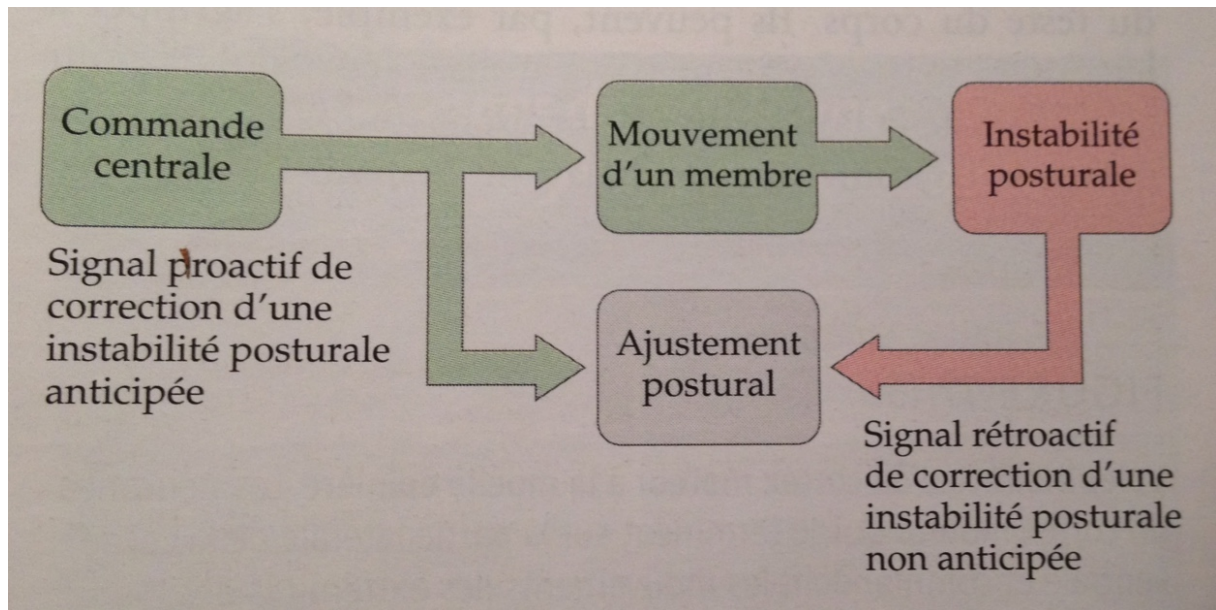 Commande
centrale
Mouvement
d'un membre
Instabilité
posturale
Signal proactif de
correction d'une
instabilité posturale
anticipée
Ajustement
postural
Signal rétroactif
de correction d'une
instabilité posturale
non anticipée